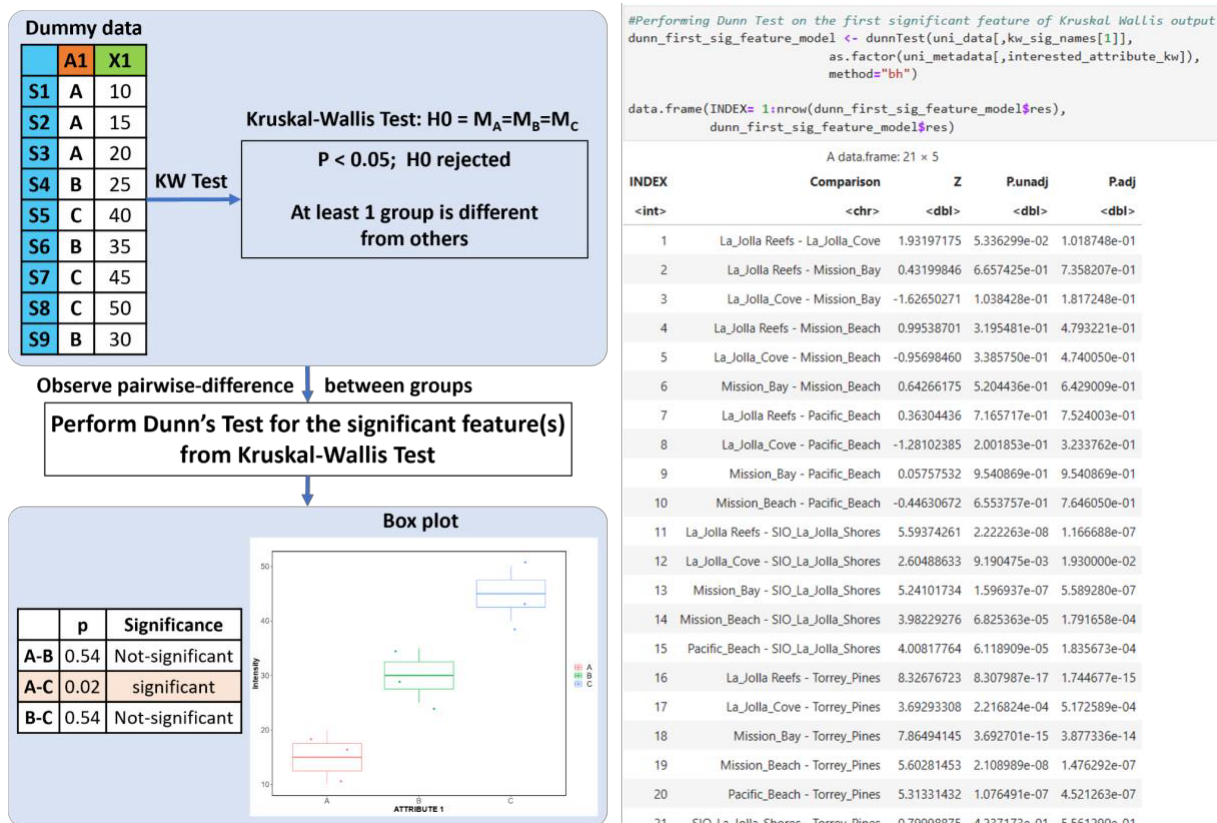 Dummy data
A1 X1
S1 A 10
S2 A 15
S3 A 20
S4 B 25
S5 C 40
S6 B 35
S7 C 45
S8 C 50
S9 B 30
KW Test
Kruskal-Wallis Test: H0 = MA=MB=MC
P < 0.05; H0 rejected
At least 1 group is different
from others
Observe pairwise-difference between groups
Perform Dunn's Test for the significant feature(s)
from Kruskal-Wallis Test
p Significance
A-B 0.54 Not-significant
A-C 0.02 significant
B-C 0.54 Not-significant
Box plot
Intensity
50
40
30
20
10
A B C
ATTRIBUTE 1
A
B
C
#Performing Dunn Test on the first significant feature of Kruskal Wallis output
dunn_first_sig_feature_model <- dunnTest(uni_data[,kw_sig_names[1]],
as.factor(uni_metadata[,interested_attribute_kw]),
method="bh")
data.frame(INDEX= 1:nrow(dunn_first_sig_feature_model$res),
dunn_first_sig_feature_model$res)
A data.frame: 21 × 5
INDEX Comparison Z P.unadj P.adj
<int> <chr> <dbl> <dbl> <dbl>
1 La_Jolla Reefs - La_Jolla_Cove 1.93197175 5.336299e-02 1.018748e-01
2 La_Jolla Reefs - Mission_Bay 0.43199846 6.657425e-01 7.358207e-01
3 La_Jolla_Cove - Mission_Bay -1.62650271 1.038428e-01 1.817248e-01
4 La_Jolla Reefs - Mission_Beach 0.99538701 3.195481e-01 4.793221e-01
5 La_Jolla_Cove - Mission_Beach -0.95698460 3.385750e-01 4.740050e-01
6 Mission_Bay - Mission_Beach 0.64266175 5.204436e-01 6.429009e-01
7 La_Jolla Reefs - Pacific_Beach 0.36304436 7.165717e-01 7.524003e-01
8 La_Jolla_Cove - Pacific_Beach -1.28102385 2.001853e-01 3.233762e-01
9 Mission_Bay - Pacific_Beach 0.05757532 9.540869e-01 9.540869e-01
10 Mission_Beach - Pacific_Beach -0.44630672 6.553757e-01 7.646050e-01
11 La_Jolla Reefs - SIO_La_Jolla_Shores 5.59374261 2.222263e-08 1.166688e-07
12 La_Jolla_Cove - SIO_La_Jolla_Shores 2.60488633 9.190475e-03 1.930000e-02
13 Mission_Bay - SIO_La_Jolla_Shores 5.24101734 1.596937e-07 5.589280e-07
14 Mission_Beach - SIO_La_Jolla_Shores 3.98229276 6.825363e-05 1.791658e-04
15 Pacific_Beach - SIO_La_Jolla_Shores 4.00817764 6.118909e-05 1.835673e-04
16 La_Jolla Reefs - Torrey_Pines 8.32676723 8.307987e-17 1.744677e-15
17 La_Jolla_Cove - Torrey_Pines 3.69293308 2.216824e-04 5.172589e-04
18 Mission_Bay - Torrey_Pines 7.86494145 3.692701e-15 3.877336e-14
19 Mission_Beach - Torrey_Pines 5.60281453 2.108989e-08 1.476292e-07
20 Pacific_Beach - Torrey_Pines 5.31331432 1.076491e-07 4.521263e-07
21 SIO_La_Jolla_Shores - Torrey_Pines